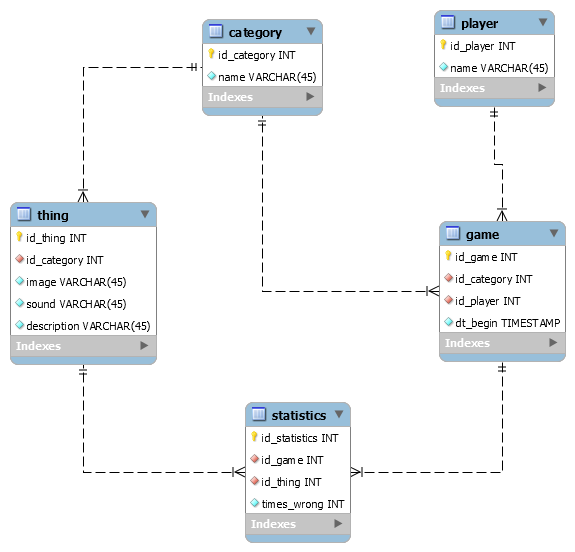 category
id_category INT
name VARCHAR(45)
Indexes
player
id_player INT
name VARCHAR(45)
Indexes
thing
id_thing INT
id_category INT
image VARCHAR(45)
sound VARCHAR(45)
description VARCHAR(45)
Indexes
game
id_game INT
id_category INT
id_player INT
dt_begin TIMESTAMP
Indexes
statistics
id_statistics INT
id_game INT
id_thing INT
times_wrong INT
Indexes